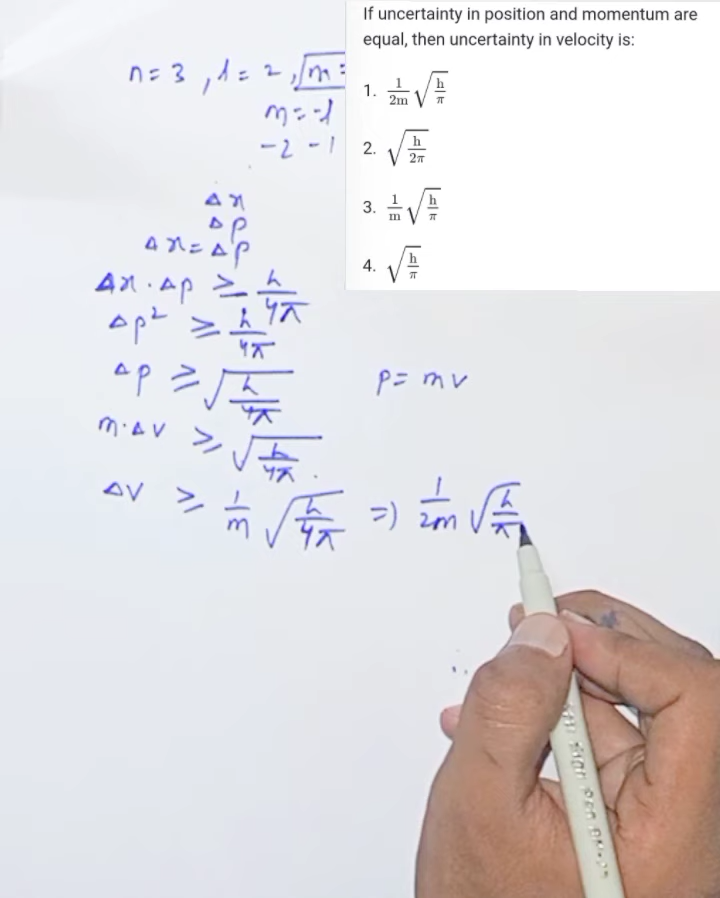 If uncertainty in position and momentum are
equal, then uncertainty in velocity is:
1. 1/2m √(h/π)
2. √(h/2π)
3. 1/m √(h/π)
4. √(h/π)
n = 3 , l = 2 , √m =
m = -l
-2 -1
Δx
Δp
Δx = Δp
Δx · Δp ≥ h/4π
Δp² ≥ h/4π
Δp ≥ √(h/4π)
p = mv
m·Δv ≥ √(h/4π)
Δv ≥ 1/m √(h/4π) ⇒ 1/2m √(h/π)